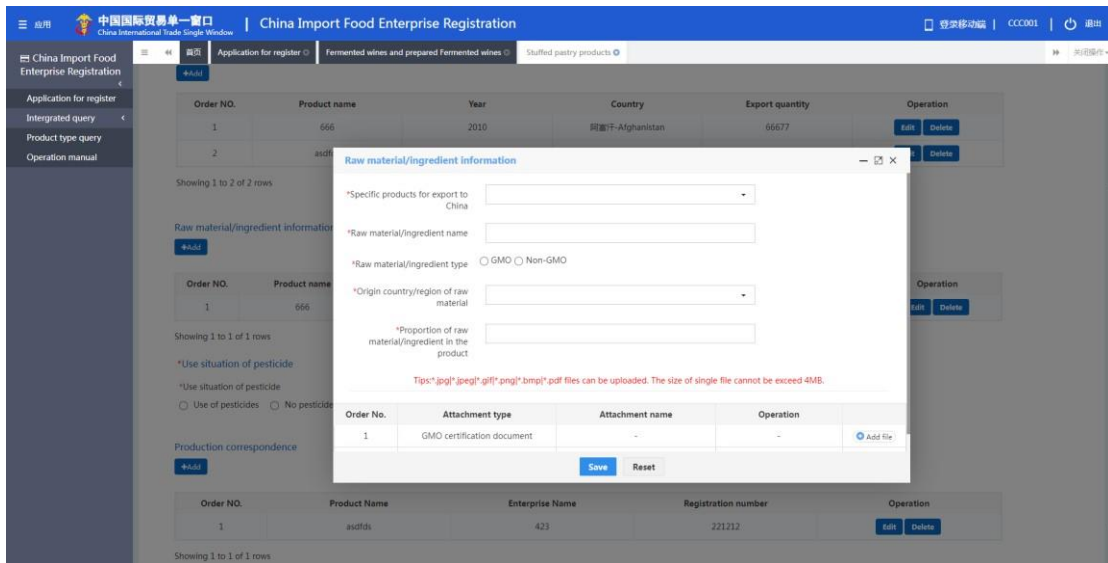 应用
中国国际贸易单一窗口
China International Trade Single Window
China Import Food Enterprise Registration
登录移动端 | CCC001 | 退出
China Import Food Enterprise Registration
首页 Application for register Fermented wines and prepared Fermented wines Stuffed pastry products 关闭操作
Application for register
Intergrated query
Product type query
Operation manual
+Add
Order NO. Product name Year Country Export quantity Operation
1 666 2010 阿富汗-Afghanistan 66677 Edit Delete
2 Delete
Showing 1 to 2 of 2 rows
Raw material/ingredient information
+Add
Order NO. Product name Operation
1 666 Edit Delete
Showing 1 to 1 of 1 rows
*Use situation of pesticide
*Use situation of pesticide
Use of pesticides No pesticide
Raw material/ingredient information
*Specific products for export to China
*Raw material/ingredient name
*Raw material/ingredient type GMO Non-GMO
*Origin country/region of raw material
*Proportion of raw material/ingredient in the product
Tips:*.jpg|*.jpeg|*.gif|*.png|*.bmp|*.pdf files can be uploaded. The size of single file cannot be exceed 4MB.
Order No. Attachment type Attachment name Operation
1 GMO certification document - - Add file
Save Reset
Production correspondence
+Add
Order NO. Product Name Enterprise Name Registration number Operation
1 asdfds 423 221212 Edit Delete
Showing 1 to 1 of 1 rows